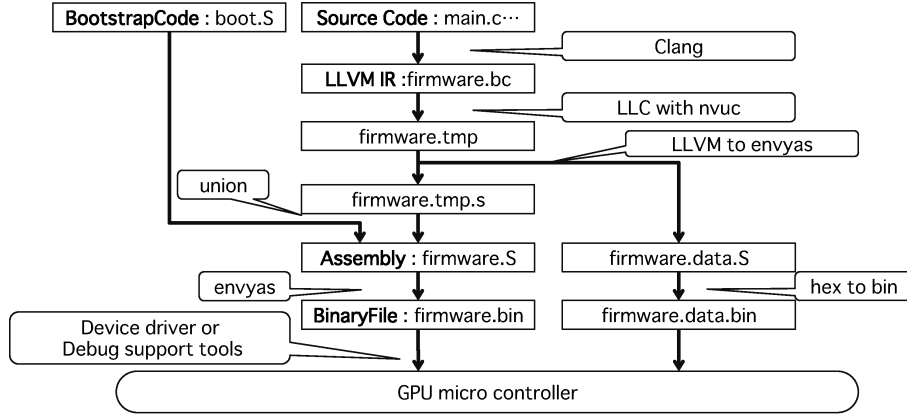 BootstrapCode : boot.S
Source Code : main.c…
Clang
LLVM IR :firmware.bc
LLC with nvuc
firmware.tmp
LLVM to envyas
union
firmware.tmp.s
Assembly : firmware.S
firmware.data.S
envyas
hex to bin
BinaryFile : firmware.bin
firmware.data.bin
Device driver or
Debug support tools
GPU micro controller